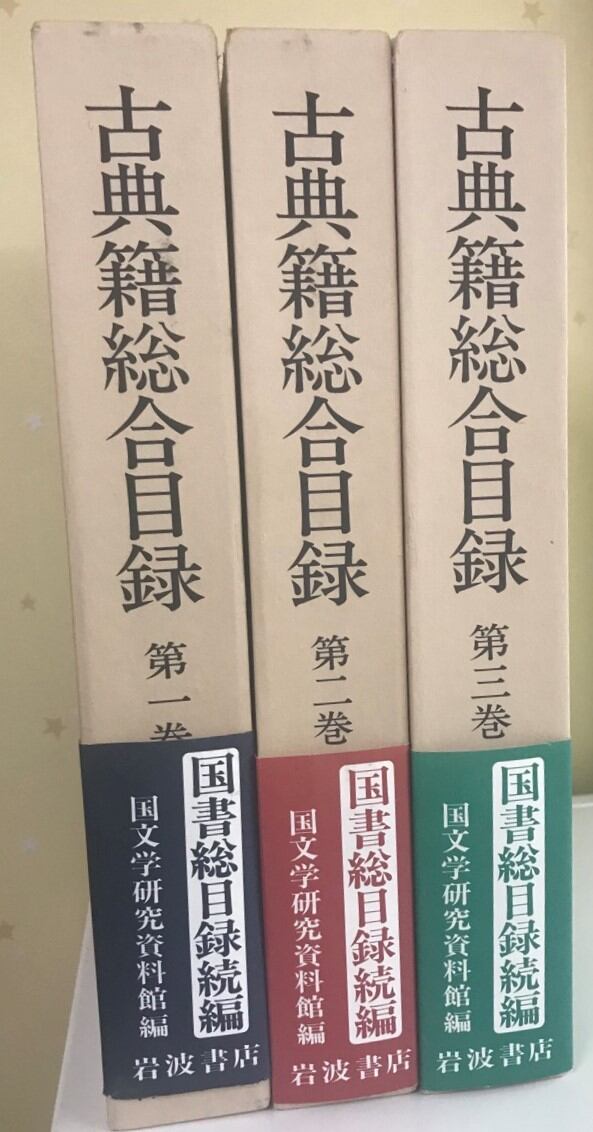 古典籍総合目録 第一巻
国書総目録続編
国文学研究資料館編
岩波書店
古典籍総合目録 第二巻
国書総目録続編
国文学研究資料館編
岩波書店
古典籍総合目録 第三巻
国書総目録続編
国文学研究資料館編
岩波書店